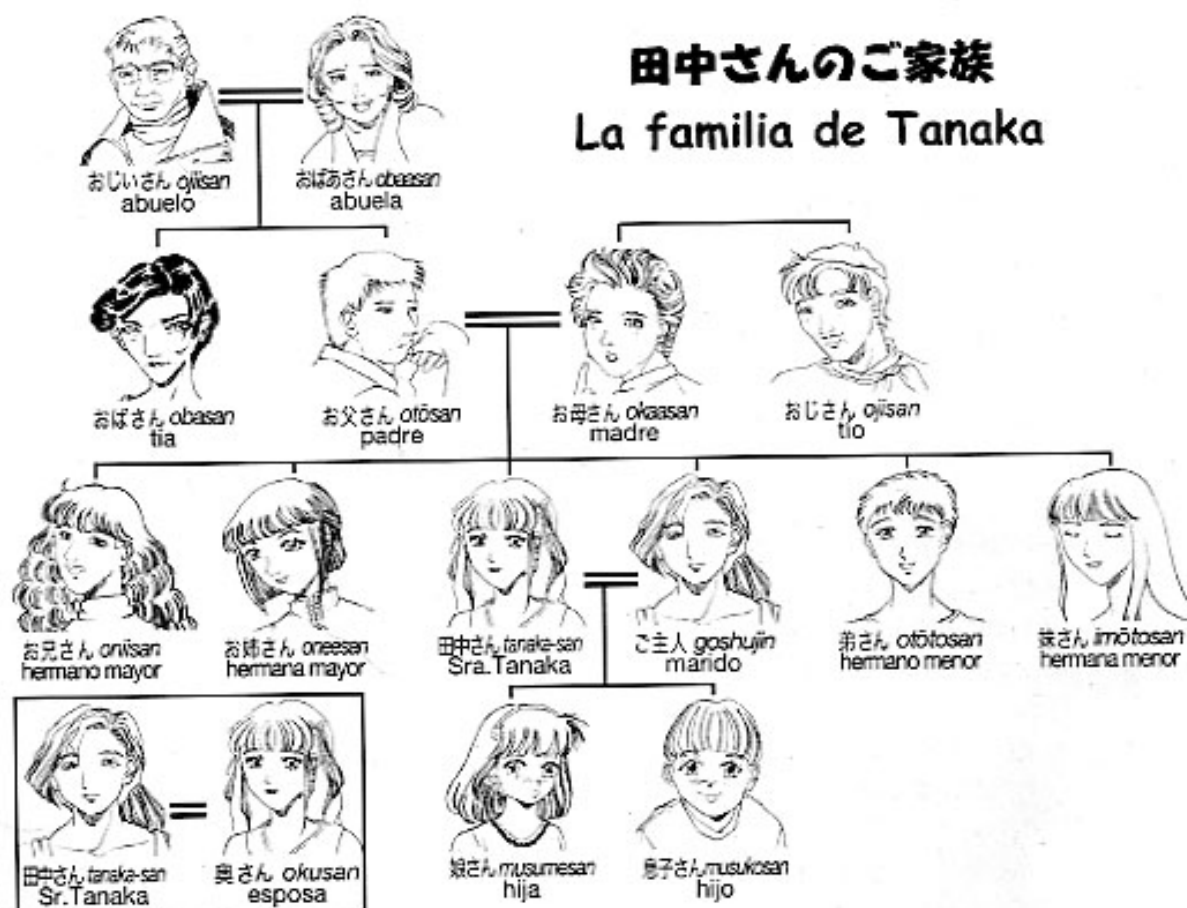 田中さんのご家族
La familia de Tanaka
おじいさん ojiisan
abuelo
おばあさん obaasan
abuela
おばさん obasan
tia
お父さん otōsan
padre
お母さん okaasan
madre
おじさん ojisan
tio
お兄さん oniisan
hermano mayor
お姉さん oneesan
hermana mayor
田中さん tanaka-san
Sra.Tanaka
ご主人 goshujin
marido
弟さん otōtosan
hermano menor
妹さん imōtosan
hermana menor
田中さん tanaka-san
Sr.Tanaka
奥さん okusan
esposa
娘さん musumesan
hija
息子さん musukosan
hijo